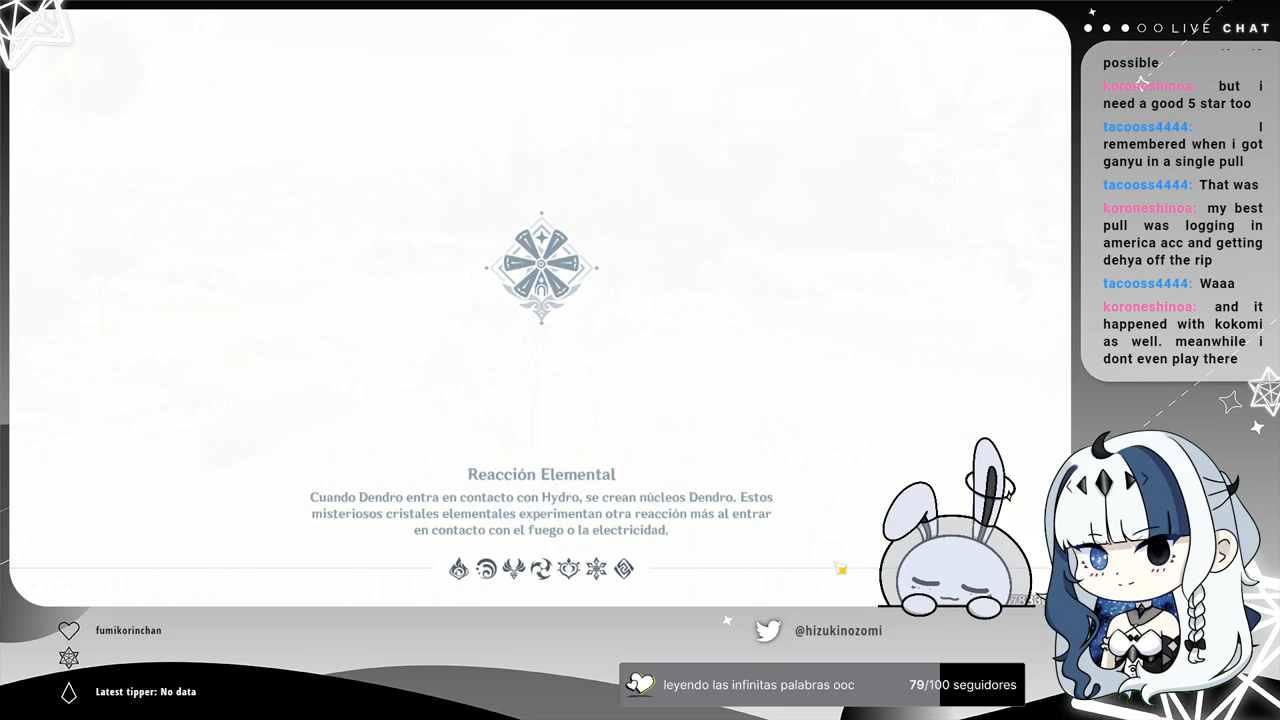 LIVE CHAT
possible
koroneshinoa: but i
need a good 5 star too
tacooss4444: I
remembered when i got
ganyu in a single pull
tacooss4444: That was
koroneshinoa: my best
pull was logging in
america acc and getting
dehya off the rip
tacooss4444: Waaa
koroneshinoa: and it
happened with kokomi
as well. meanwhile i
dont even play there
Reacción Elemental
Cuando Dendro entra en contacto con Hydro, se crean núcleos Dendro. Estos
misteriosos cristales elementales experimentan otra reacción más al entrar
en contacto con el fuego o la electricidad.
fumikorinchan
@hizukinozomi
leyendo las infinitas palabras ooc 79/100 seguidores
Latest tipper: No data